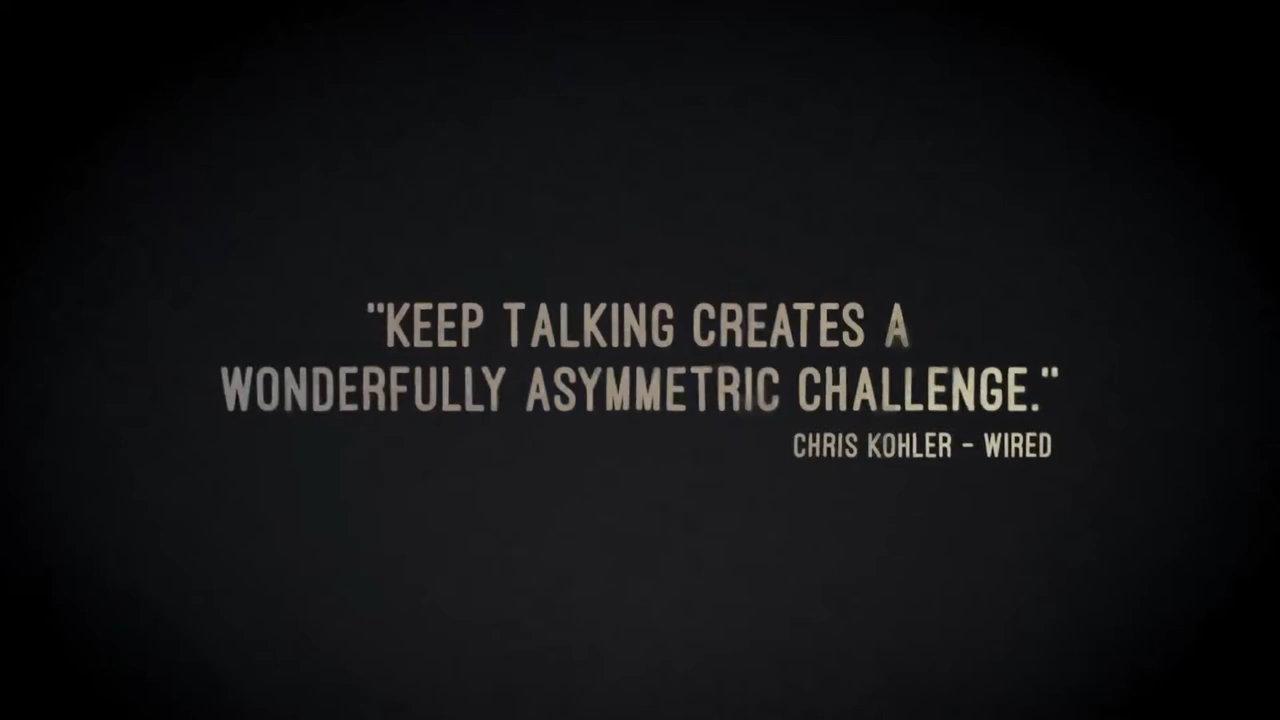 "KEEP TALKING CREATES A
WONDERFULLY ASYMMETRIC CHALLENGE."
CHRIS KOHLER - WIRED